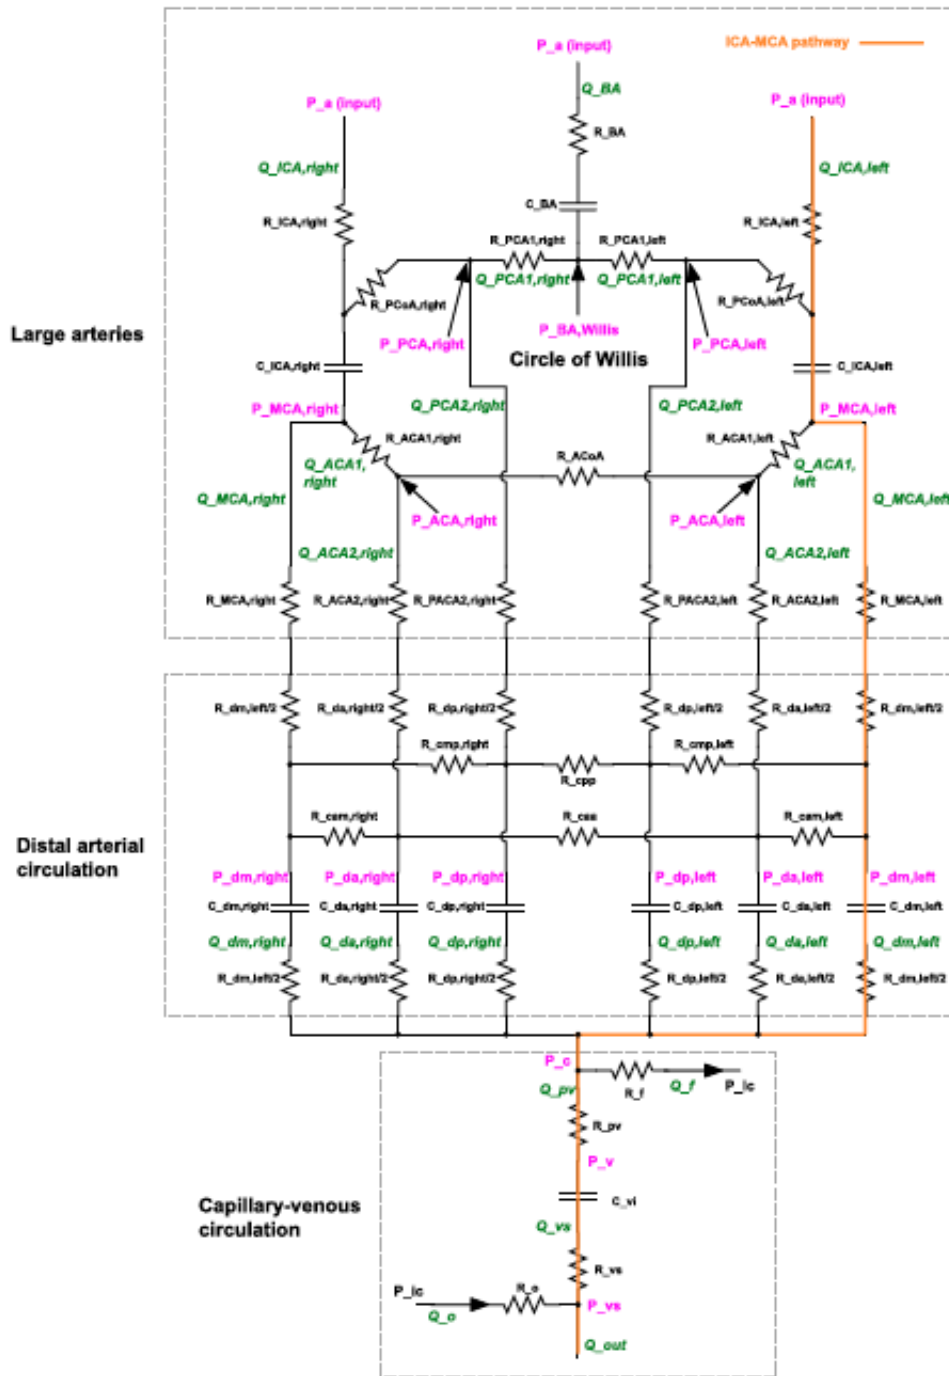 P_a (input)
ICA-MCA pathway
Q_BA
P_a (input)
P_a (input)
R_BA
Q_ICA,right
Q_ICA,left
C_BA
R_ICA,right
R_ICA,left
R_PCA1,right
R_PCA1,left
Q_PCA1,right
Q_PCA1,left
R_PCoA,right
R_PCoA,left
Large arteries
P_BA,Willis
P_PCA,right
P_PCA,left
Circle of Willis
C_ICA,right
C_ICA,left
P_MCA,right
Q_PCA2,right
Q_PCA2,left
P_MCA,left
R_ACA1,right
R_ACA1,left
R_ACoA
Q_ACA1,
right
Q_ACA1,
left
Q_MCA,right
Q_MCA,left
P_ACA,right
P_ACA,left
Q_ACA2,right
Q_ACA2,left
R_MCA,right
R_ACA2,right
R_PACA2,right
R_PACA2,left
R_ACA2,left
R_MCA,left
R_dm,left/2
R_da,right/2
R_dp,right/2
R_dp,left/2
R_da,left/2
R_dm,left/2
R_cmp,right
R_cmp,left
R_cpp
R_cam,right
R_caa
R_cam,left
Distal arterial
circulation
P_dm,right
P_da,right
P_dp,right
P_dp,left
P_da,left
P_dm,left
C_dm,right
C_da,right
C_dp,right
C_dp,left
C_da,left
C_dm,left
Q_dm,right
Q_da,right
Q_dp,right
Q_dp,left
Q_da,left
Q_dm,left
R_dm,left/2
R_da,right/2
R_dp,right/2
R_dp,left/2
R_da,left/2
R_dm,left/2
P_c
Q_pv
R_f
Q_f
P_ic
R_pv
P_v
Capillary-venous
circulation
C_vi
Q_vs
R_vs
P_ic
R_o
Q_o
P_vs
Q_out